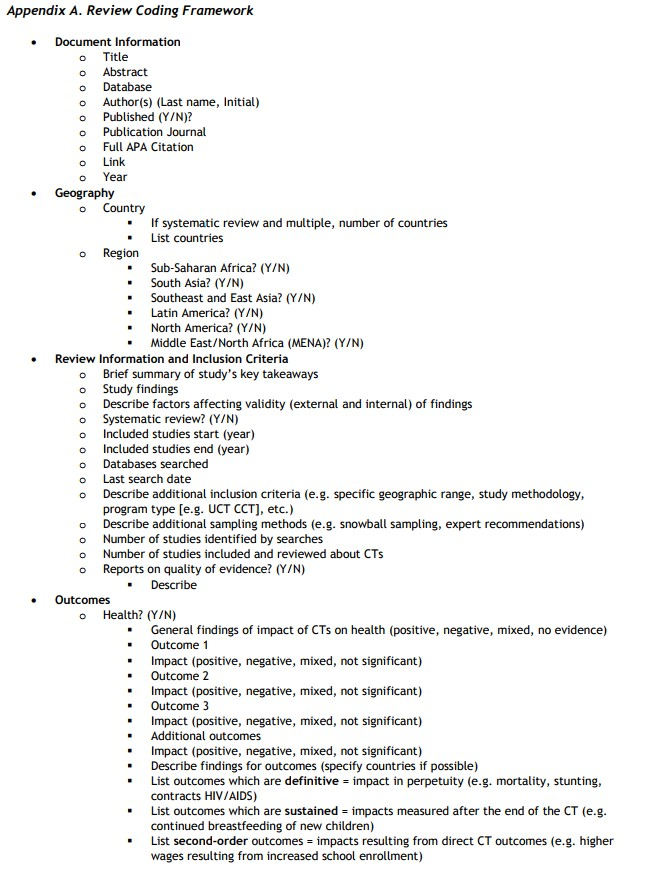 Appendix A. Review Coding Framework
• Document Information
o Title
o Abstract
o Database
o Author(s) (Last name, Initial)
o Published (Y/N)?
o Publication Journal
o Full APA Citation
o Link
o Year
• Geography
o Country
▪ If systematic review and multiple, number of countries
▪ List countries
o Region
▪ Sub-Saharan Africa? (Y/N)
▪ South Asia? (Y/N)
▪ Southeast and East Asia? (Y/N)
▪ Latin America? (Y/N)
▪ North America? (Y/N)
▪ Middle East/North Africa (MENA)? (Y/N)
• Review Information and Inclusion Criteria
o Brief summary of study's key takeaways
o Study findings
o Describe factors affecting validity (external and internal) of findings
o Systematic review? (Y/N)
o Included studies start (year)
o Included studies end (year)
o Databases searched
o Last search date
o Describe additional inclusion criteria (e.g. specific geographic range, study methodology,
program type [e.g. UCT CCT], etc.)
o Describe additional sampling methods (e.g. snowball sampling, expert recommendations)
o Number of studies identified by searches
o Number of studies included and reviewed about CTs
o Reports on quality of evidence? (Y/N)
▪ Describe
• Outcomes
o Health? (Y/N)
▪ General findings of impact of CTs on health (positive, negative, mixed, no evidence)
▪ Outcome 1
▪ Impact (positive, negative, mixed, not significant)
▪ Outcome 2
▪ Impact (positive, negative, mixed, not significant)
▪ Outcome 3
▪ Impact (positive, negative, mixed, not significant)
▪ Additional outcomes
▪ Impact (positive, negative, mixed, not significant)
▪ Describe findings for outcomes (specify countries if possible)
▪ List outcomes which are definitive = impact in perpetuity (e.g. mortality, stunting,
contracts HIV/AIDS)
▪ List outcomes which are sustained = impacts measured after the end of the CT (e.g.
continued breastfeeding of new children)
▪ List second-order outcomes = impacts resulting from direct CT outcomes (e.g. higher
wages resulting from increased school enrollment)